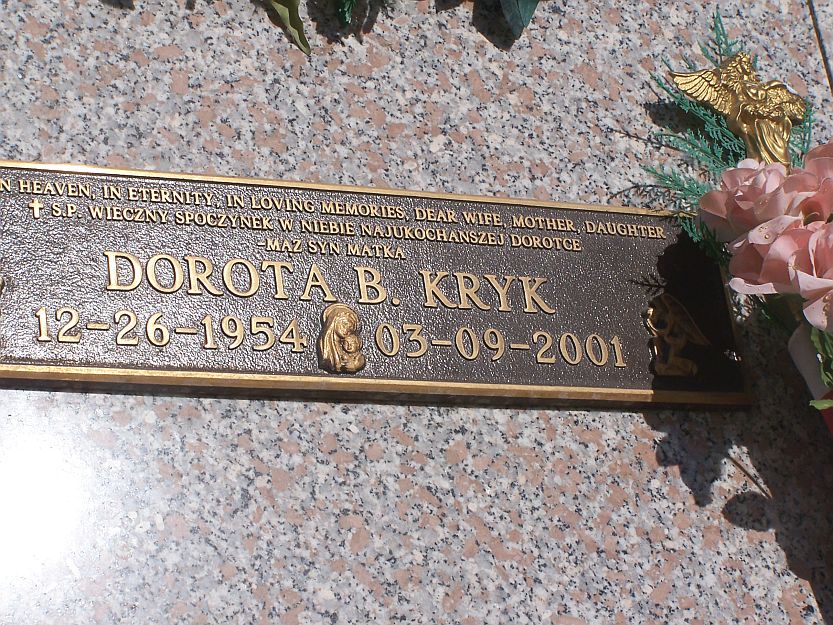 N HEAVEN, IN ETERNITY, IN LOVING MEMORIES, DEAR WIFE, MOTHER, DAUGHTER
✝ S.P. WIECZNY SPOCZYNEK W NIEBIE NAJUKOCHANSZEJ DOROTCE
-MAZ SYN MATKA
DOROTA B. KRYK
12-26-1954 03-09-2001